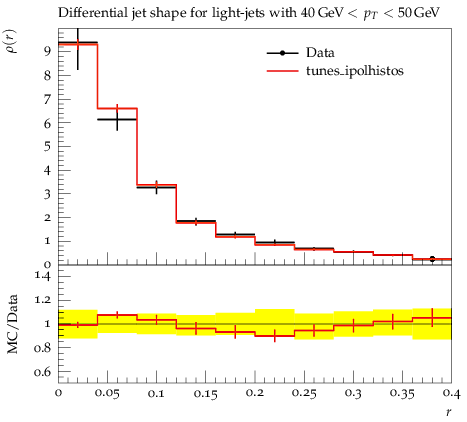 Differential jet shape for light-jets with 40 GeV < p_T < 50 GeV
ρ(r)
Data
tunes_ipolhistos
9
8
7
6
5
4
3
2
1
0
MC/Data
1.4
1.2
1.0
0.8
0.6
0 0.05 0.1 0.15 0.2 0.25 0.3 0.35 0.4
r